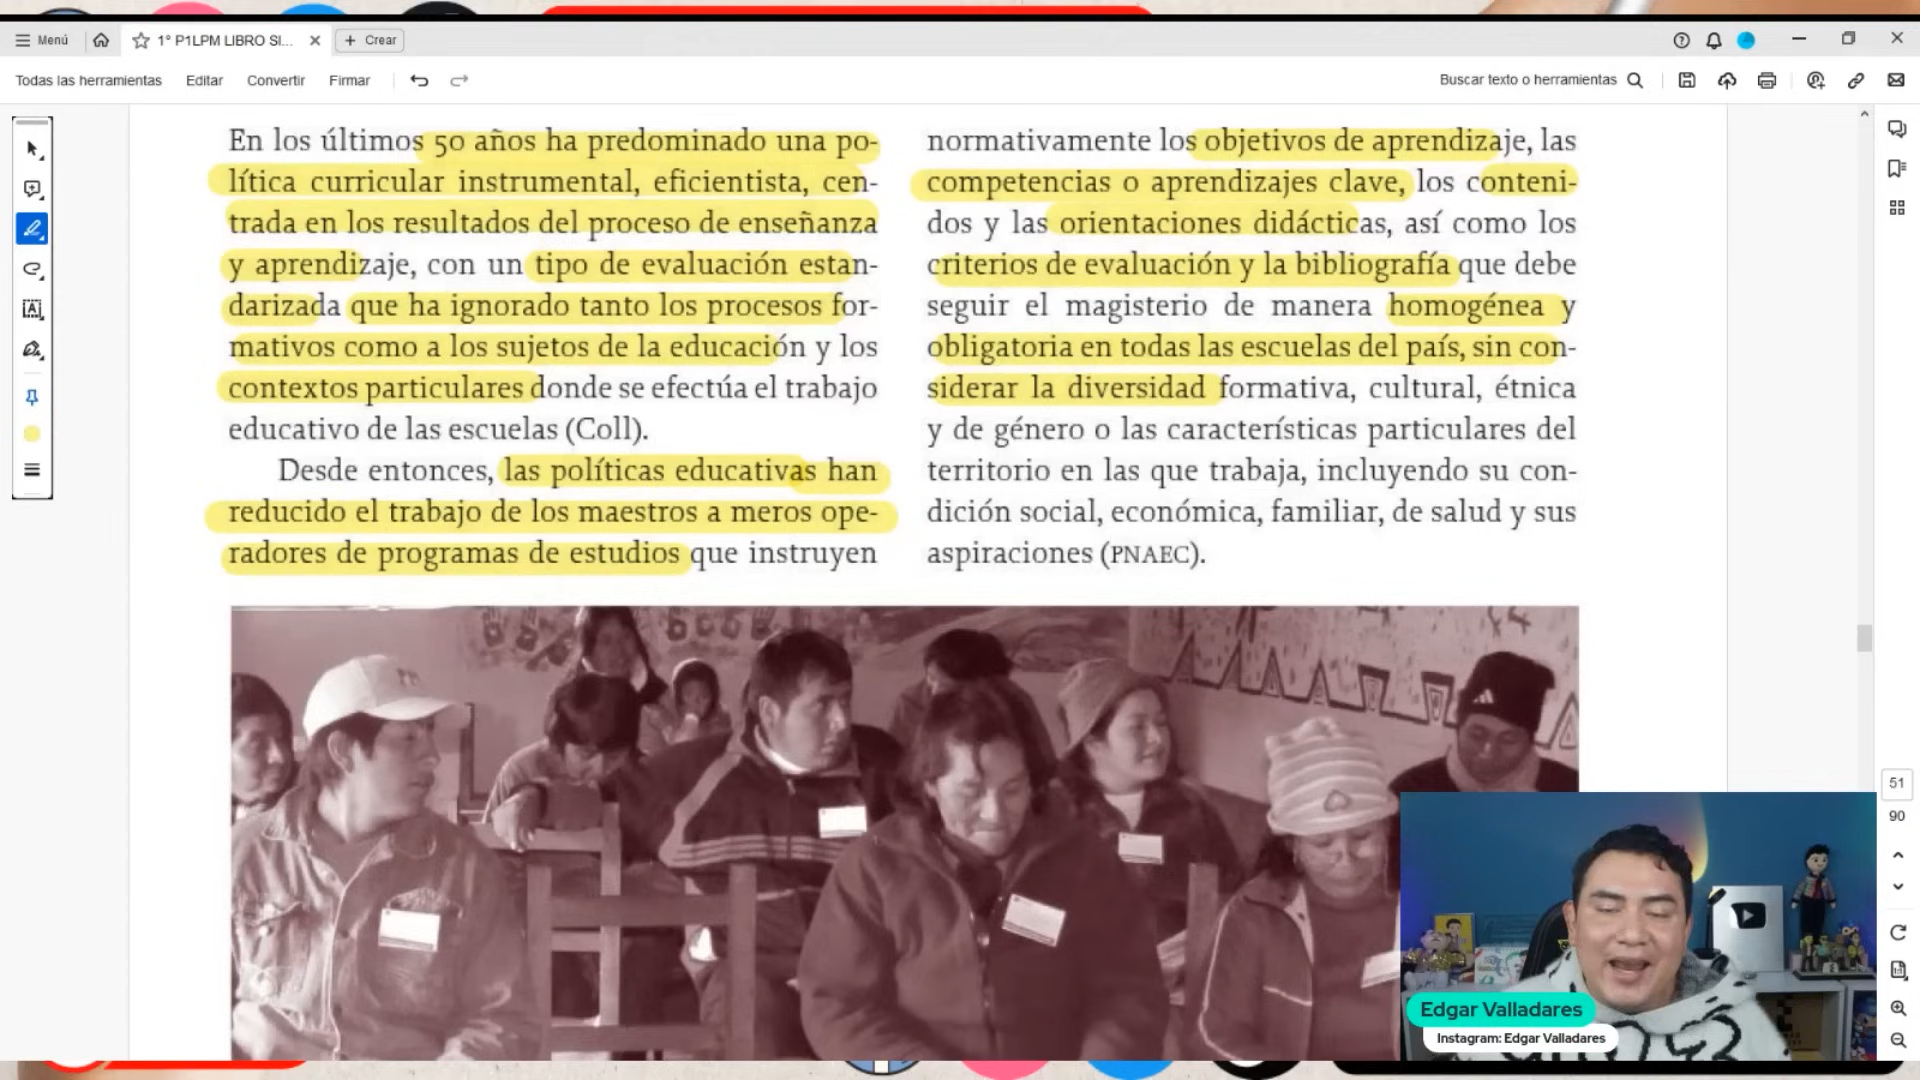 Menú
1° P1LPM LIBRO SI...
Crear
Todas las herramientas
Editar
Convertir
Firmar
Buscar texto o herramientas
En los últimos 50 años ha predominado una po-
lítica curricular instrumental, eficientista, cen-
trada en los resultados del proceso de enseñanza
y aprendizaje, con un tipo de evaluación estan-
darizada que ha ignorado tanto los procesos for-
mativos como a los sujetos de la educación y los
contextos particulares donde se efectúa el trabajo
educativo de las escuelas (Coll).
Desde entonces, las políticas educativas han
reducido el trabajo de los maestros a meros ope-
radores de programas de estudios que instruyen
normativamente los objetivos de aprendizaje, las
competencias o aprendizajes clave, los conteni-
dos y las orientaciones didácticas, así como los
criterios de evaluación y la bibliografía que debe
seguir el magisterio de manera homogénea y
obligatoria en todas las escuelas del país, sin con-
siderar la diversidad formativa, cultural, étnica
y de género o las características particulares del
territorio en las que trabaja, incluyendo su con-
dición social, económica, familiar, de salud y sus
aspiraciones (PNAEC).
51
90
Edgar Valladares
Instagram: Edgar Valladares